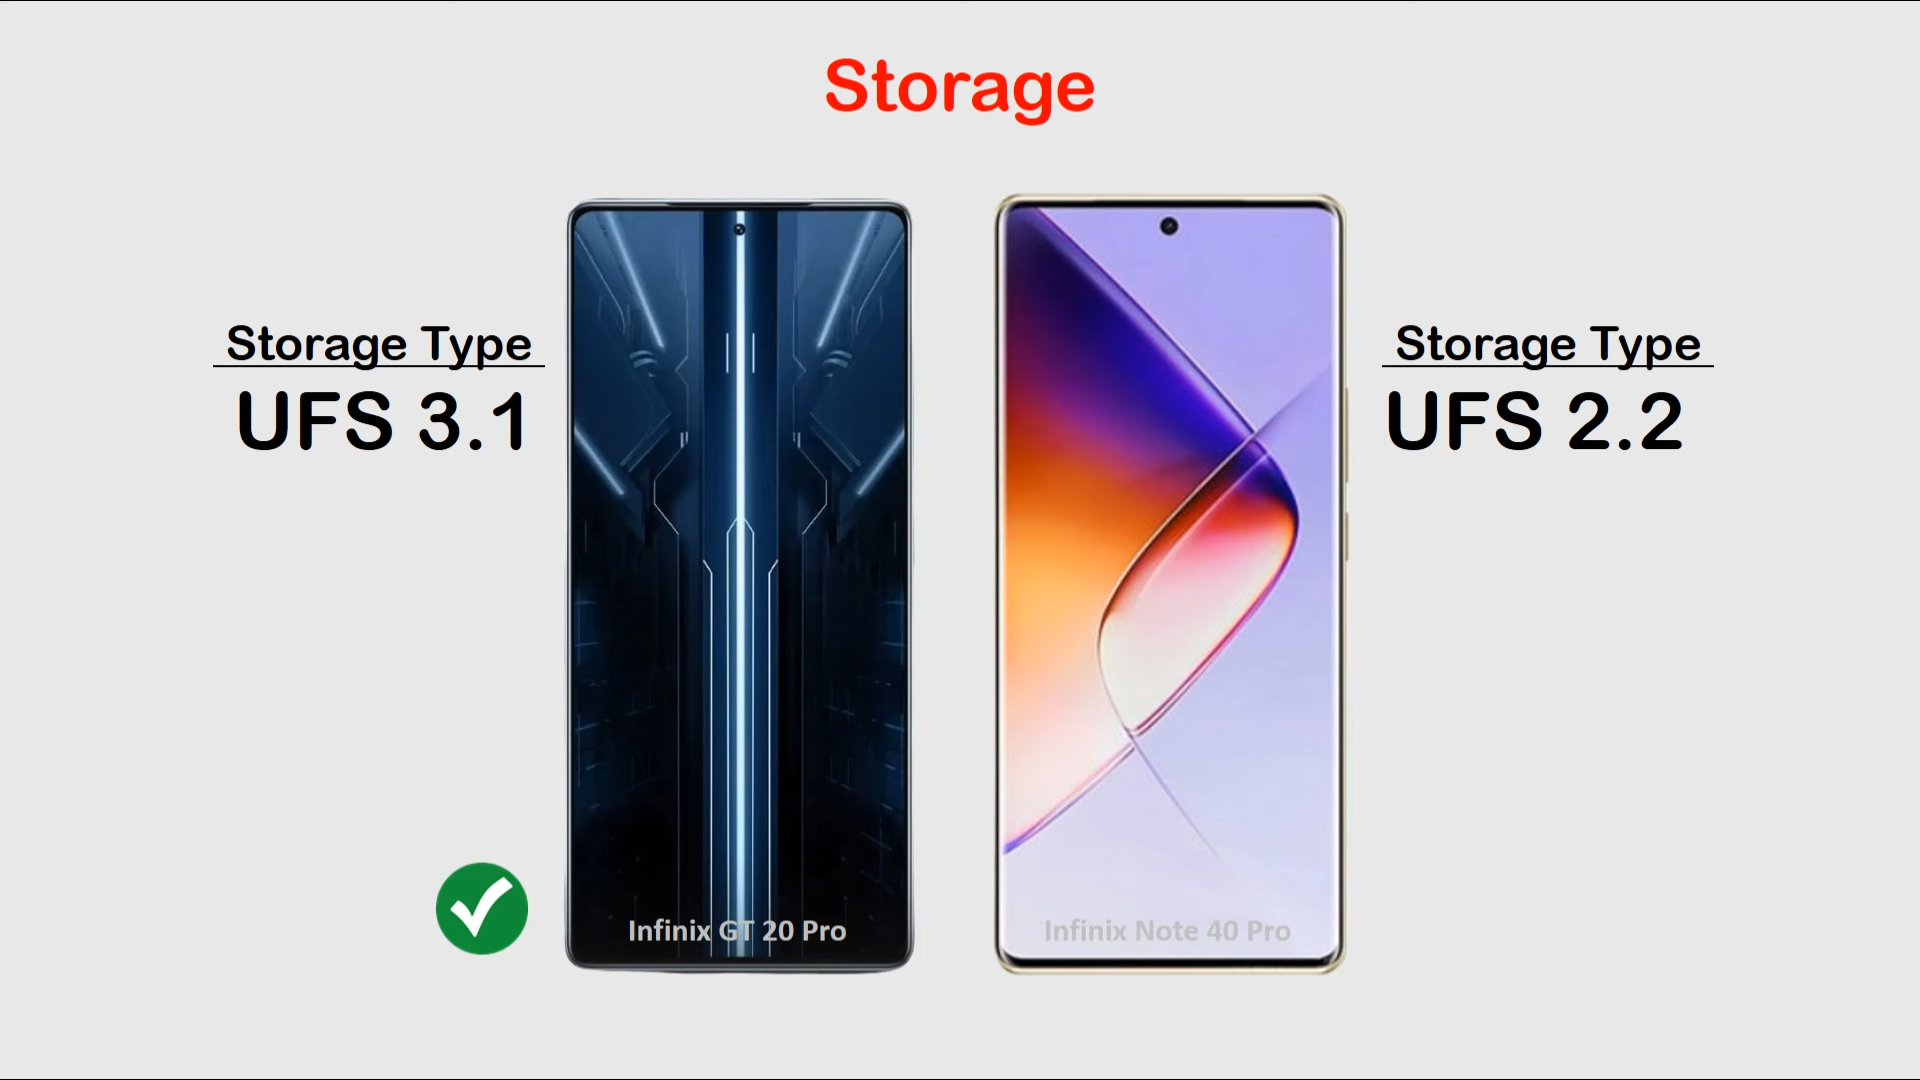 Storage
Storage Type
UFS 3.1
Storage Type
UFS 2.2
Infinix GT 20 Pro
Infinix Note 40 Pro